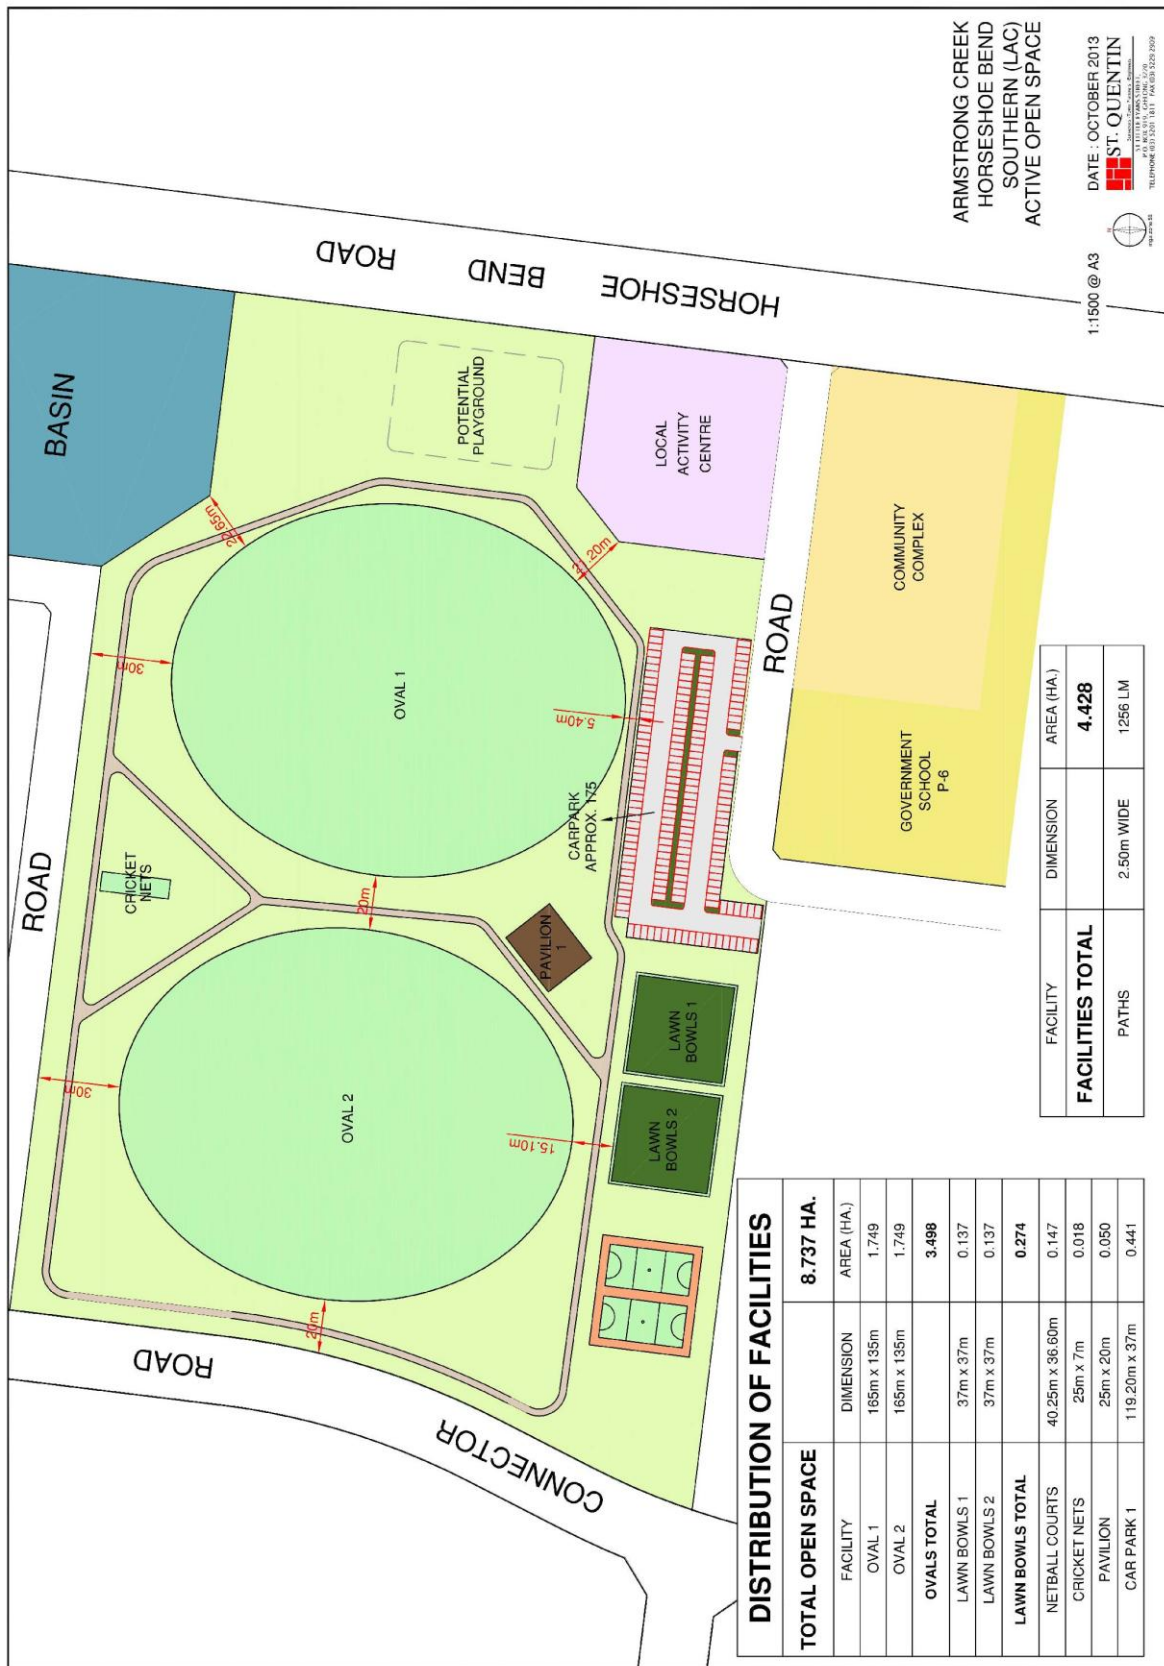 ARMSTRONG CREEK
HORSESHOE BEND
SOUTHERN (LAC)
ACTIVE OPEN SPACE
DATE : OCTOBER 2013
ST. QUENTIN
1:1500 @ A3
HORSESHOE BEND ROAD
BASIN
POTENTIAL
PLAYGROUND
LOCAL
ACTIVITY
CENTRE
COMMUNITY
COMPLEX
GOVERNMENT
SCHOOL
P-6
ROAD
ROAD
CRICKET
NETS
30m
OVAL 1
5.40m
CARPARK
APPROX. 175
20m
PAVILION
1
30m
OVAL 2
15.10m
LAWN
BOWLS 1
LAWN
BOWLS 2
20m
CONNECTOR ROAD
DISTRIBUTION OF FACILITIES
TOTAL OPEN SPACE 8.737 HA.
FACILITY DIMENSION AREA (HA.)
OVAL 1 165m x 135m 1.749
OVAL 2 165m x 135m 1.749
OVALS TOTAL 3.498
LAWN BOWLS 1 37m x 37m 0.137
LAWN BOWLS 2 37m x 37m 0.137
LAWN BOWLS TOTAL 0.274
NETBALL COURTS 40.25m x 36.60m 0.147
CRICKET NETS 25m x 7m 0.018
PAVILION 25m x 20m 0.050
CAR PARK 1 119.20m x 37m 0.441
FACILITY DIMENSION AREA (HA.)
FACILITIES TOTAL 4.428
PATHS 2.50m WIDE 1256 LM